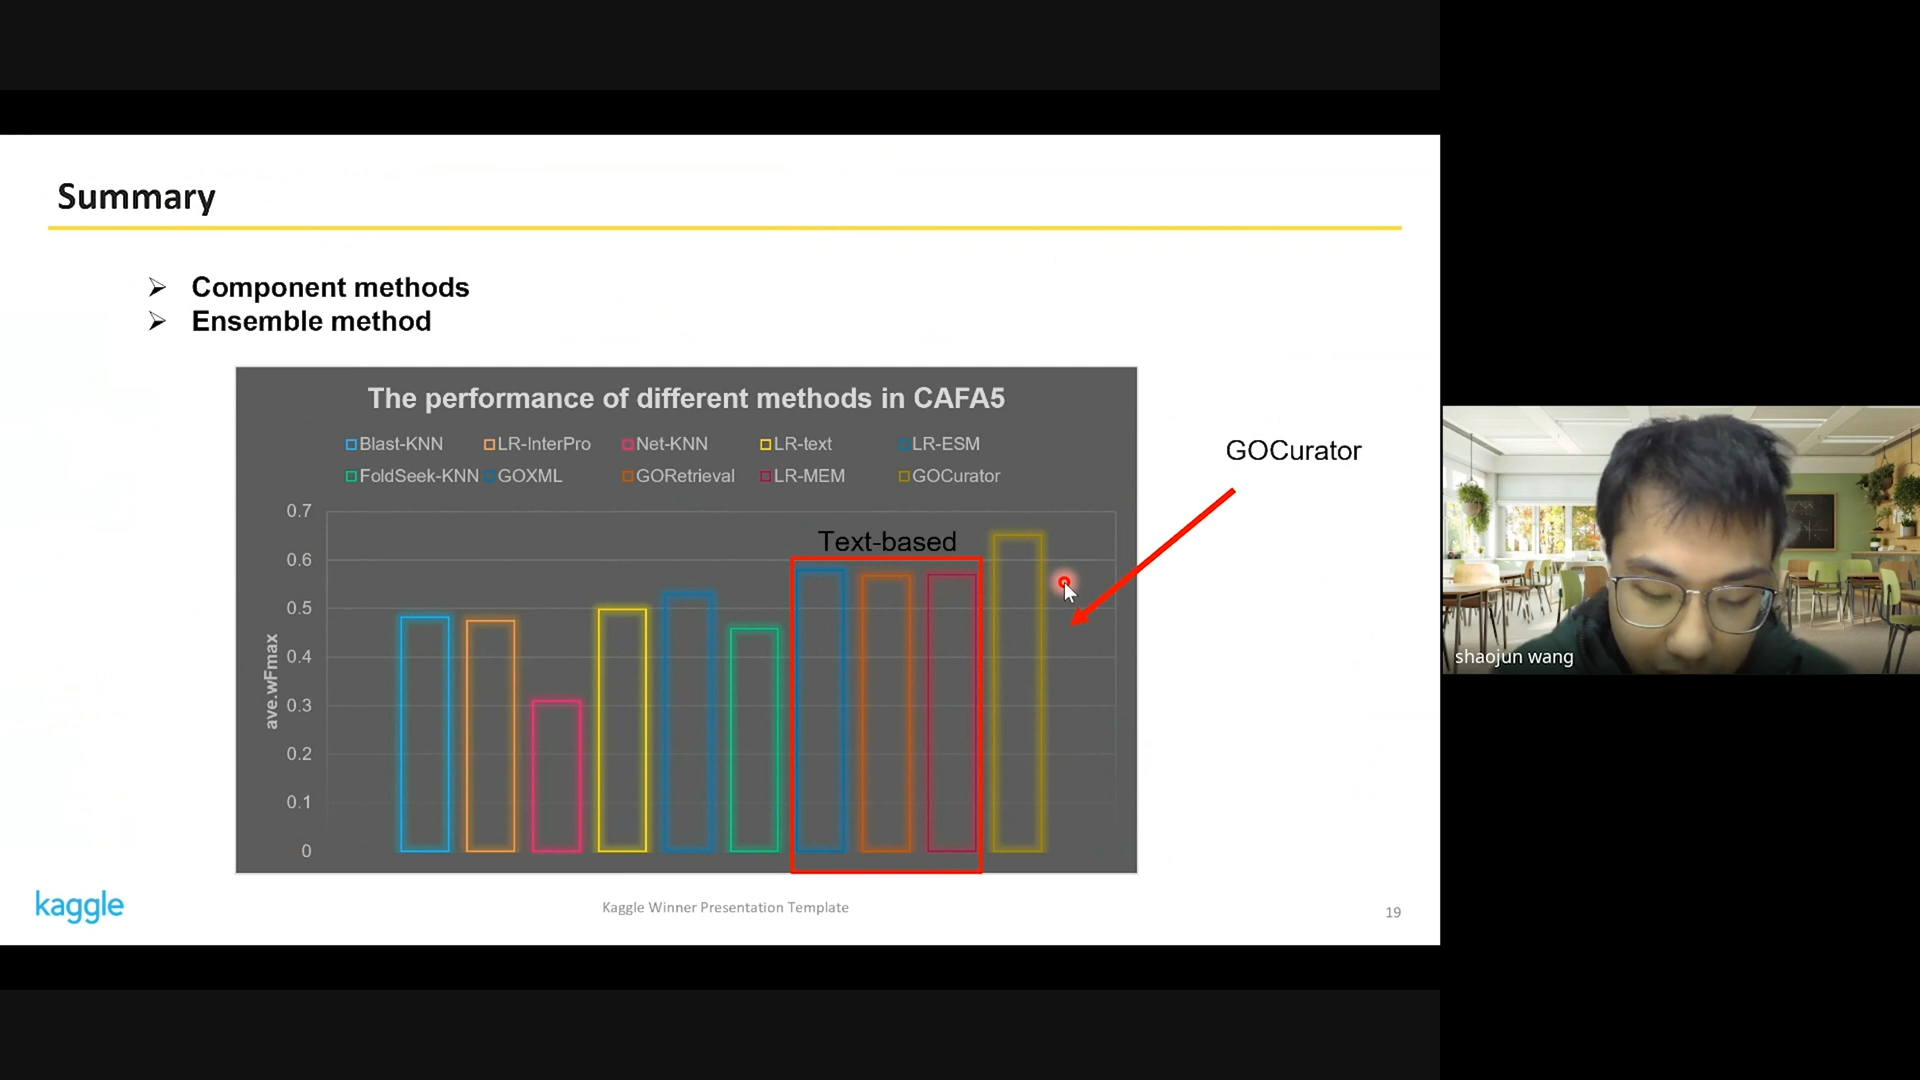 Summary
➢ Component methods
➢ Ensemble method
The performance of different methods in CAFA5
Blast-KNN LR-InterPro Net-KNN LR-text LR-ESM
FoldSeek-KNN GOXML GORetrieval LR-MEM GOCurator
GOCurator
Text-based
ave.wFmax
0.7
0.6
0.5
0.4
0.3
0.2
0.1
0
shaojun wang
kaggle
Kaggle Winner Presentation Template
19